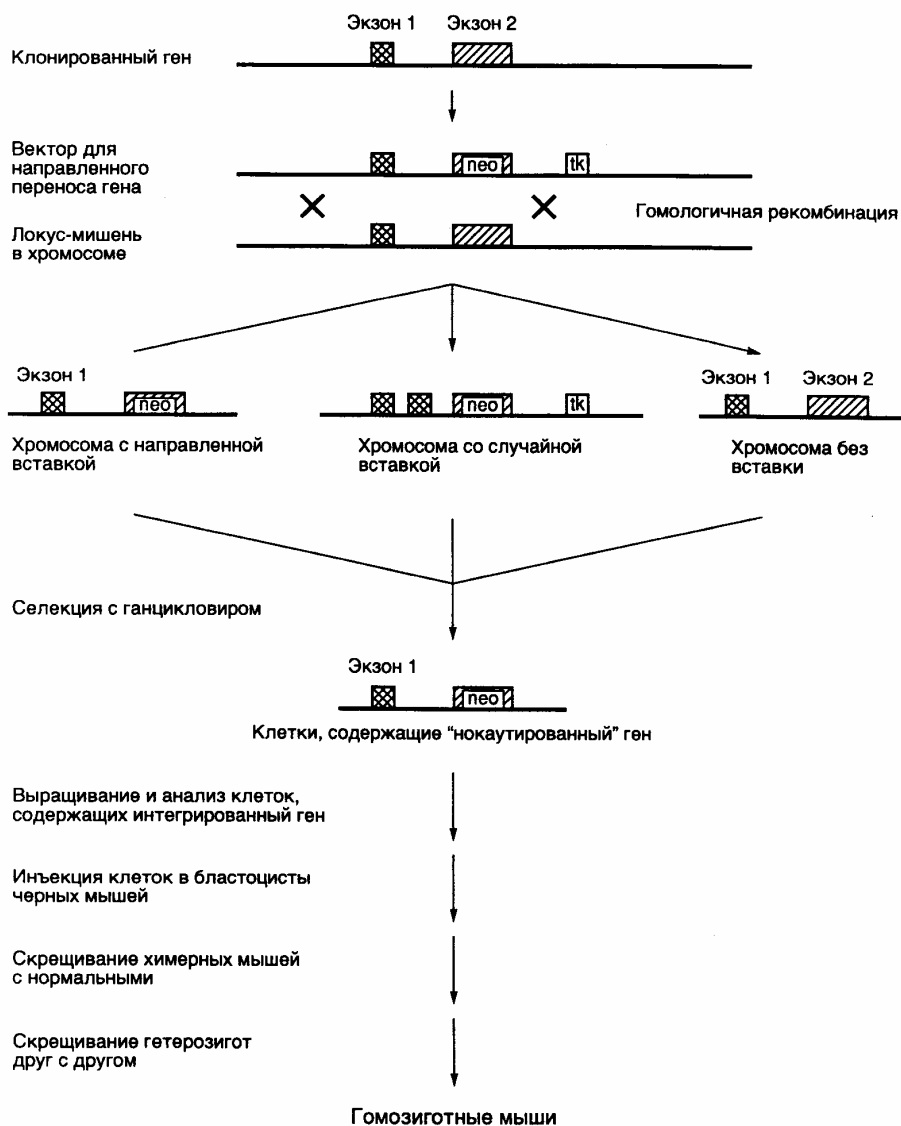 Экзон 1 Экзон 2
Клонированный ген
Вектор для
направленного
переноса гена
neo tk
Гомологичная рекомбинация
Локус-мишень
в хромосоме
Экзон 1
neo
Хромосома с направленной
вставкой
neo tk
Хромосома со случайной
вставкой
Экзон 1 Экзон 2
Хромосома без
вставки
Селекция с ганцикловиром
Экзон 1
neo
Клетки, содержащие “нокаутированный” ген
Выращивание и анализ клеток,
содержащих интегрированный ген
Инъекция клеток в бластоцисты
черных мышей
Скрещивание химерных мышей
с нормальными
Скрещивание гетерозигот
друг с другом
Гомозиготные мыши